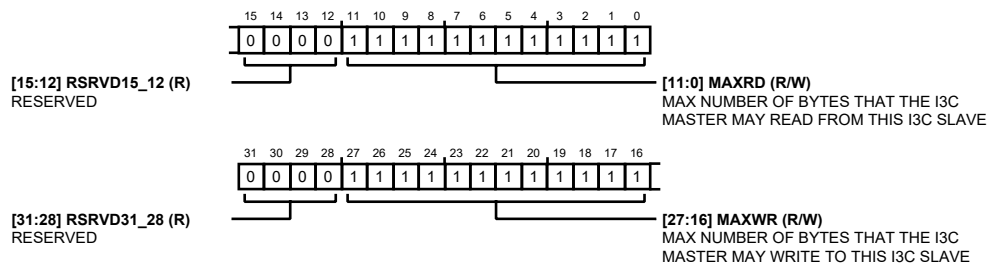 15 14 13 12 11 10 9 8 7 6 5 4 3 2 1 0
0 0 0 0 1 1 1 1 1 1 1 1 1 1 1 1
[15:12] RSRVD15_12 (R)
RESERVED
[11:0] MAXRD (R/W)
MAX NUMBER OF BYTES THAT THE I3C
MASTER MAY READ FROM THIS I3C SLAVE
31 30 29 28 27 26 25 24 23 22 21 20 19 18 17 16
0 0 0 0 1 1 1 1 1 1 1 1 1 1 1 1
[31:28] RSRVD31_28 (R)
RESERVED
[27:16] MAXWR (R/W)
MAX NUMBER OF BYTES THAT THE I3C
MASTER MAY WRITE TO THIS I3C SLAVE